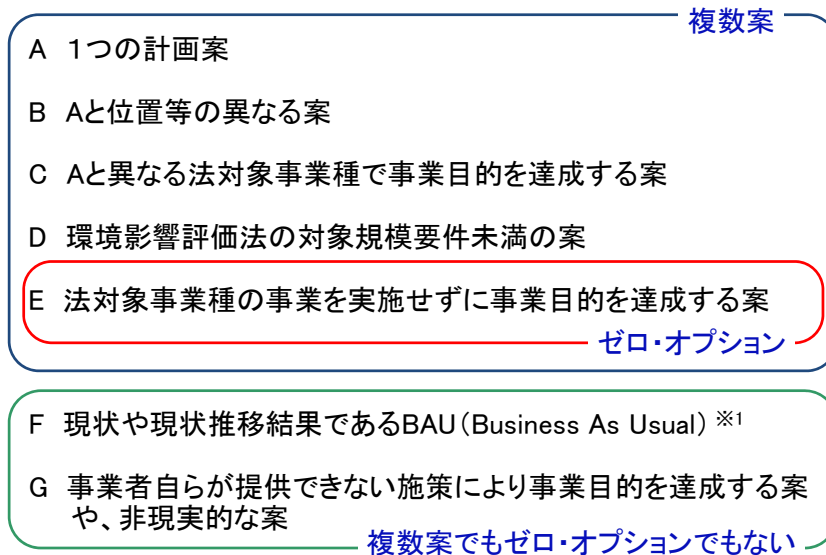 複数案
A 1つの計画案
B Aと位置等の異なる案
C Aと異なる法対象事業種で事業目的を達成する案
D 環境影響評価法の対象規模要件未満の案
E 法対象事業種の事業を実施せずに事業目的を達成する案
ゼロ・オプション
F 現状や現状推移結果であるBAU（Business As Usual）※1
G 事業者自らが提供できない施策により事業目的を達成する案
や、非現実的な案
複数案でもゼロ・オプションでもない